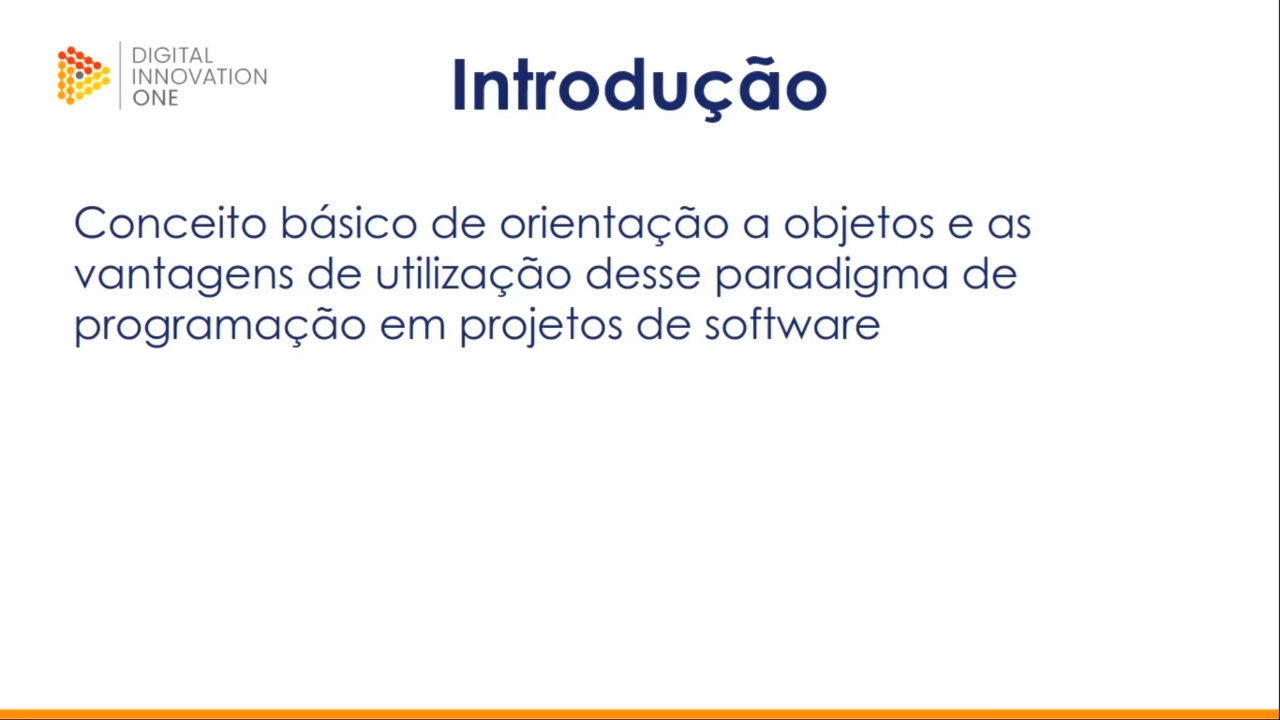 DIGITAL
INNOVATION
ONE
Introdução
Conceito básico de orientação a objetos e as
vantagens de utilização desse paradigma de
programação em projetos de software